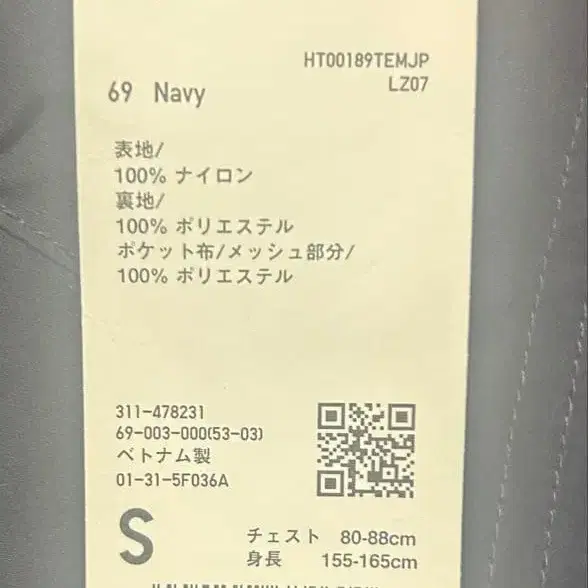 HT00189TEMJP
LZ07
69 Navy
表地/
100% ナイロン
裏地/
100% ポリエステル
ポケット布/メッシュ部分/
100% ポリエステル
311-478231
69-003-000(53-03)
ベトナム製
01-31-5F036A
S
チェスト 80-88cm
身長 155-165cm